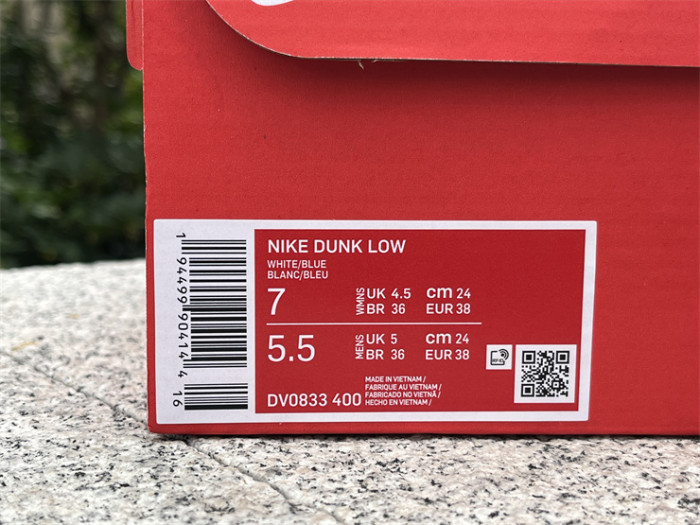 1 94499 90414 4 16
NIKE DUNK LOW
WHITE/BLUE
BLANC/BLEU
7
WMNS
UK 4.5 cm 24
BR 36 EUR 38
5.5
MENS
UK 5 cm 24
BR 36 EUR 38
DV0833 400
MADE IN VIETNAM /
FABRIQUE AU VIETNAM /
FABRICADO NO VIETNÃ /
HECHO EN VIETNAM /